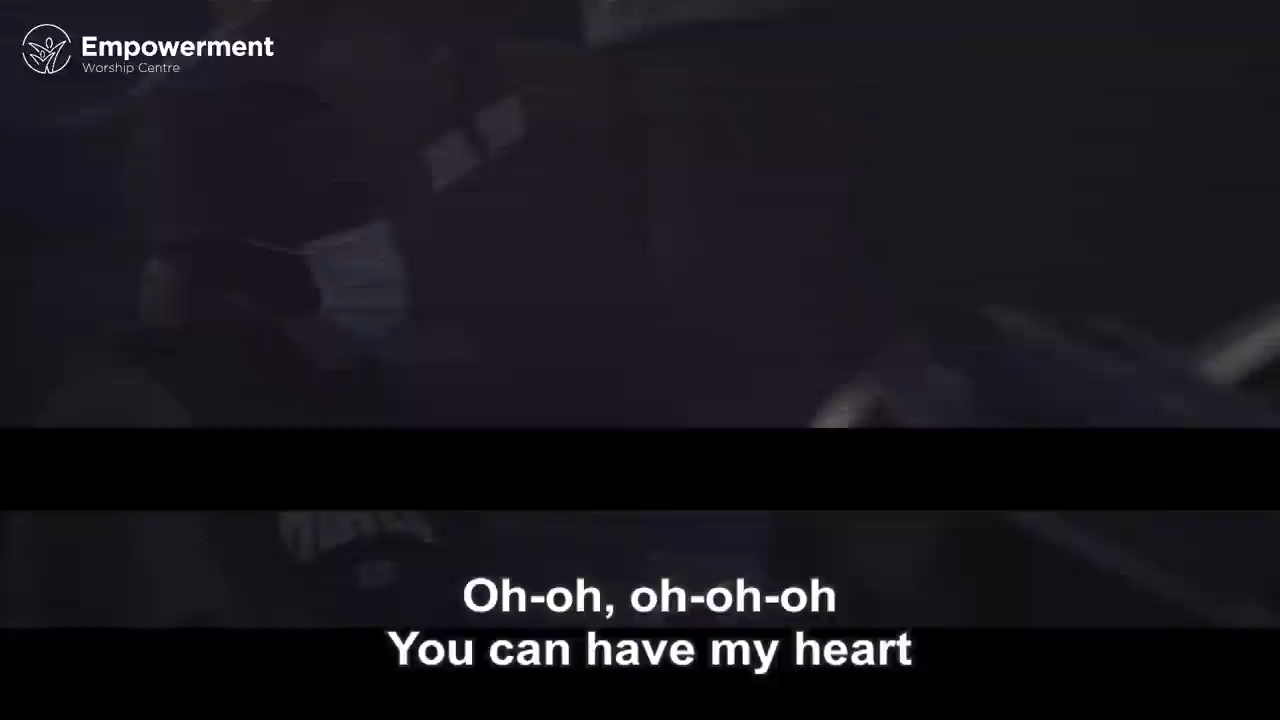 Empowerment
Worship Centre
Oh-oh, oh-oh-oh
You can have my heart